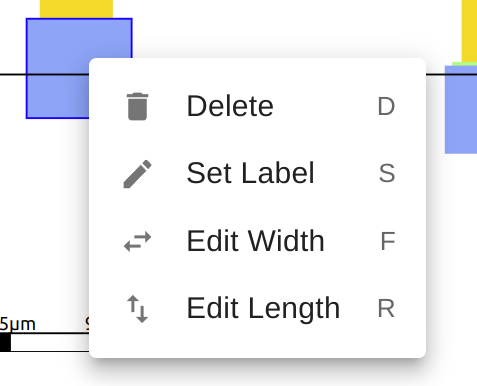 Delete D
Set Label S
Edit Width F
Edit Length R
5μm